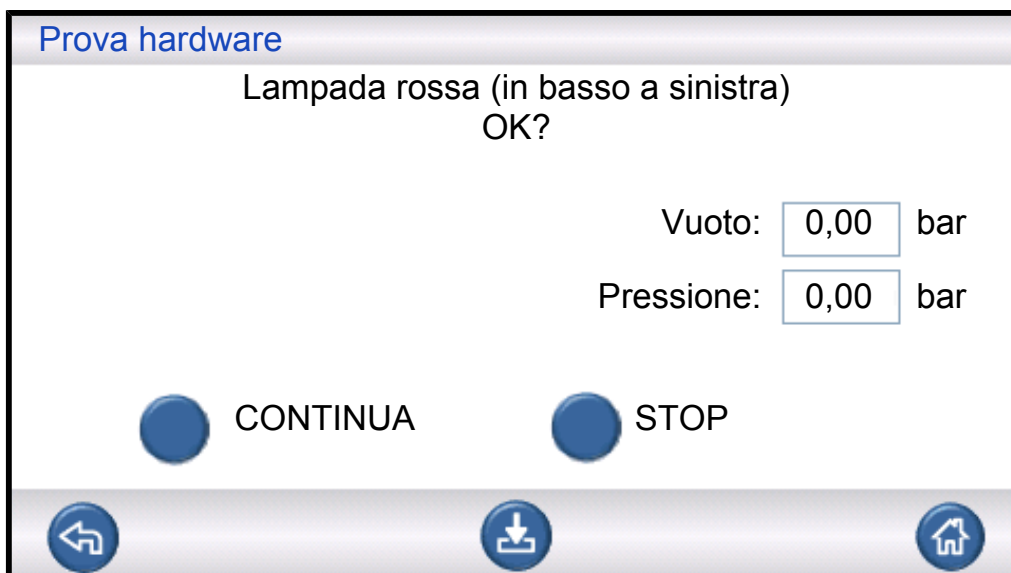 Prova hardware
Lampada rossa (in basso a sinistra)
OK?
Vuoto: 0,00 bar
Pressione: 0,00 bar
CONTINUA STOP